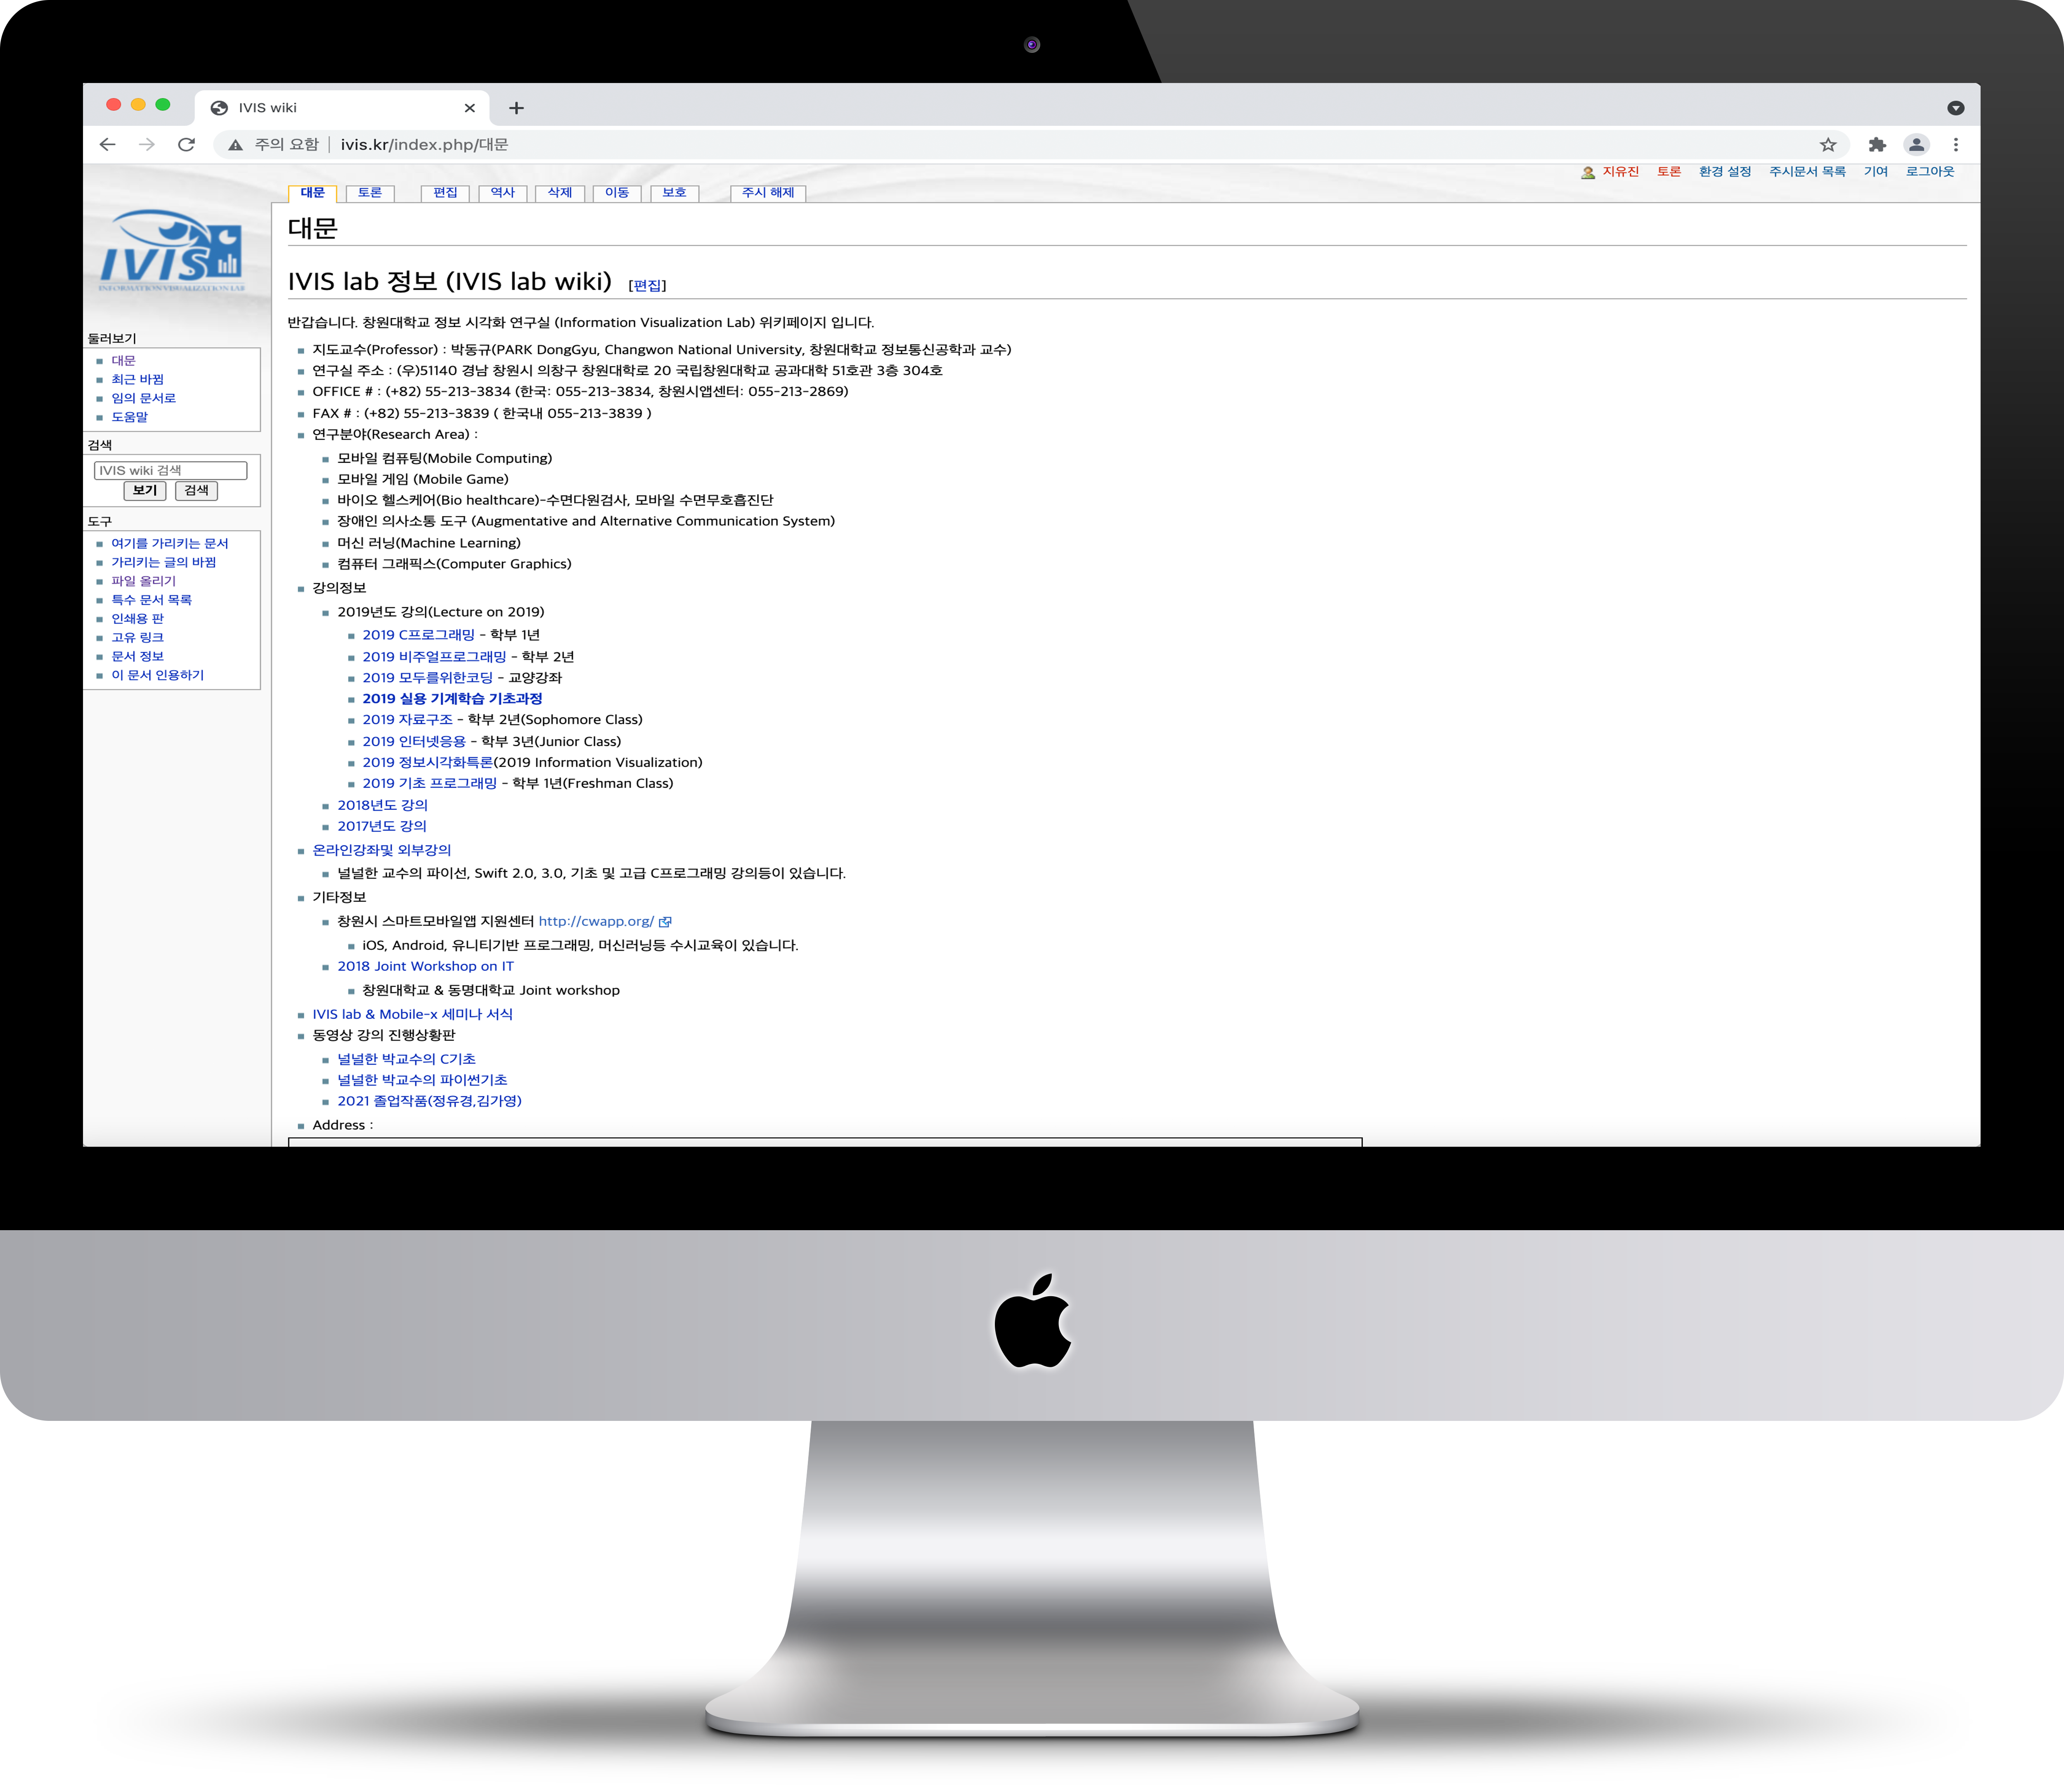 IVIS wiki
주의 요함 ivis.kr/index.php/대문
지유진 토론 환경 설정 주시문서 목록 기여 로그아웃
대문 토론 편집 역사 삭제 이동 보호 주시 해제
IVIS
INFORMATION VISUALIZATION LAB
둘러보기
대문
최근 바뀜
임의 문서로
도움말
검색
IVIS wiki 검색
보기 검색
도구
여기를 가리키는 문서
가리키는 글의 바뀜
파일 올리기
특수 문서 목록
인쇄용 판
고유 링크
문서 정보
이 문서 인용하기
대문
IVIS lab 정보 (IVIS lab wiki) [편집]
반갑습니다. 창원대학교 정보 시각화 연구실 (Information Visualization Lab) 위키페이지 입니다.
지도교수(Professor) : 박동규(PARK DongGyu, Changwon National University, 창원대학교 정보통신공학과 교수)
연구실 주소 : (우)51140 경남 창원시 의창구 창원대학로 20 국립창원대학교 공과대학 51호관 3층 304호
OFFICE # : (+82) 55-213-3834 (한국: 055-213-3834, 창원시앱센터: 055-213-2869)
FAX # : (+82) 55-213-3839 ( 한국내 055-213-3839 )
연구분야(Research Area) :
모바일 컴퓨팅(Mobile Computing)
모바일 게임 (Mobile Game)
바이오 헬스케어(Bio healthcare)-수면다원검사, 모바일 수면무호흡진단
장애인 의사소통 도구 (Augmentative and Alternative Communication System)
머신 러닝(Machine Learning)
컴퓨터 그래픽스(Computer Graphics)
강의정보
2019년도 강의(Lecture on 2019)
2019 C프로그래밍 - 학부 1년
2019 비주얼프로그래밍 - 학부 2년
2019 모두를위한코딩 - 교양강좌
2019 실용 기계학습 기초과정
2019 자료구조 - 학부 2년(Sophomore Class)
2019 인터넷응용 - 학부 3년(Junior Class)
2019 정보시각화특론(2019 Information Visualization)
2019 기초 프로그래밍 - 학부 1년(Freshman Class)
2018년도 강의
2017년도 강의
온라인강좌및 외부강의
널널한 교수의 파이선, Swift 2.0, 3.0, 기초 및 고급 C프로그래밍 강의등이 있습니다.
기타정보
창원시 스마트모바일앱 지원센터 http://cwapp.org/
iOS, Android, 유니티기반 프로그래밍, 머신러닝등 수시교육이 있습니다.
2018 Joint Workshop on IT
창원대학교 & 동명대학교 Joint workshop
IVIS lab & Mobile-x 세미나 서식
동영상 강의 진행상황판
널널한 박교수의 C기초
널널한 박교수의 파이썬기초
2021 졸업작품(정유경,김가영)
Address :